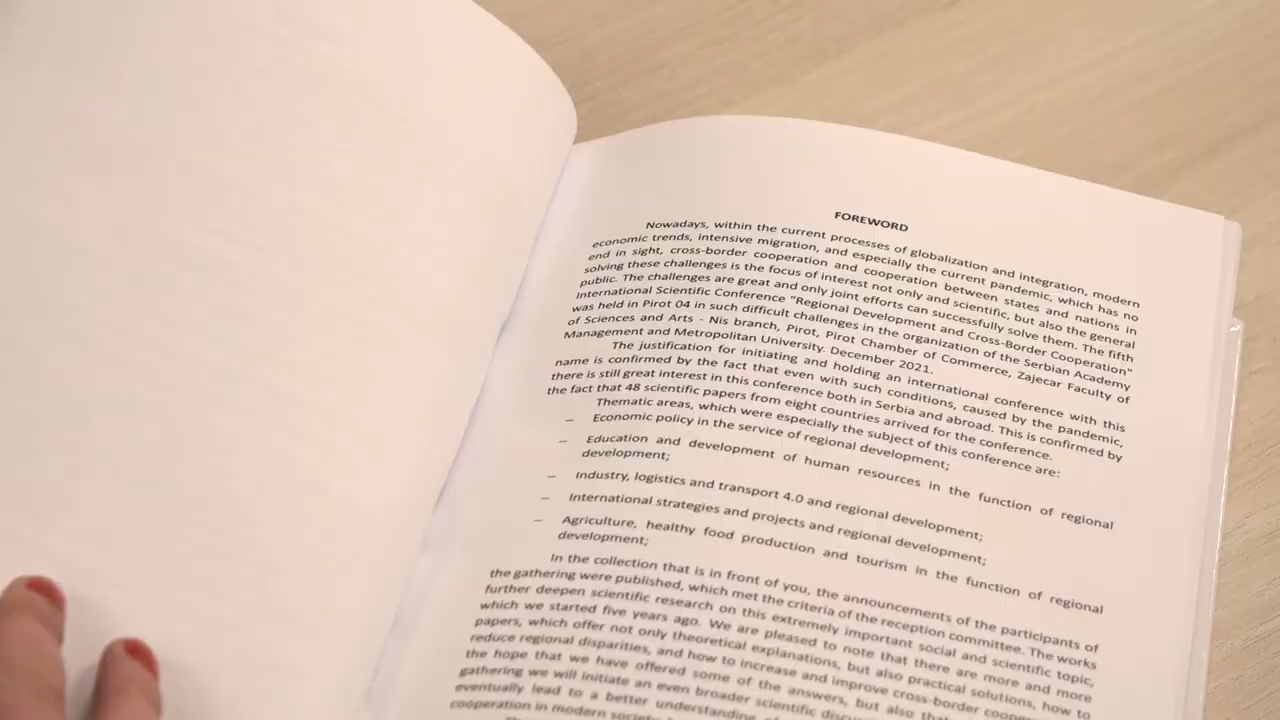 FOREWORD
Nowadays, within the current processes of globalization and integration, modern
economic trends, intensive migration, and especially the current pandemic, which has no
end in sight, cross-border cooperation and cooperation between states and nations in
solving these challenges is the focus of interest not only and scientific, but also the general
public. The challenges are great and only joint efforts can successfully solve them. The fifth
International Scientific Conference "Regional Development and Cross-Border Cooperation"
was held in Pirot 04 in such difficult challenges in the organization of the Serbian Academy
of Sciences and Arts - Nis branch, Pirot, Pirot Chamber of Commerce, Zajecar Faculty of
Management and Metropolitan University. December 2021.
The justification for initiating and holding an international conference with this
name is confirmed by the fact that even with such conditions, caused by the pandemic,
there is still great interest in this conference both in Serbia and abroad. This is confirmed by
the fact that 48 scientific papers from eight countries arrived for the conference.
Thematic areas, which were especially the subject of this conference are:
– Economic policy in the service of regional development;
– Education and development of human resources in the function of regional
development;
– Industry, logistics and transport 4.0 and regional development;
– International strategies and projects and regional development;
– Agriculture, healthy food production and tourism in the function of regional
development;
In the collection that is in front of you, the announcements of the participants of
the gathering were published, which met the criteria of the reception committee. The works
further deepen scientific research on this extremely important social and scientific topic,
which we started five years ago. We are pleased to note that there are more and more
papers, which offer not only theoretical explanations, but also practical solutions, how to
reduce regional disparities, and how to increase and improve cross-border
the hope that we have offered some of the answers, but also
gathering we will initiate an even broader scientific
eventually lead to a better understanding
cooperation in modern